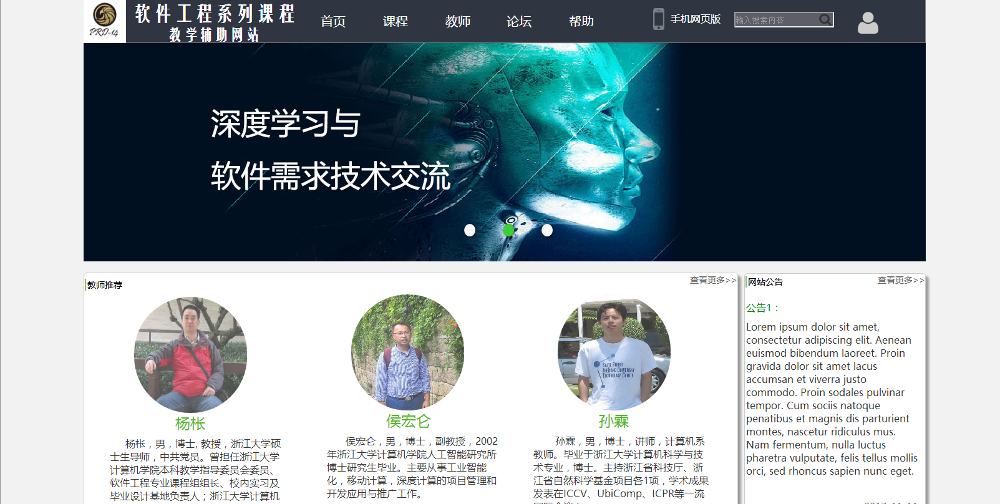 PRD-14
软件工程系列课程
教学辅助网站
首页 课程 教师 论坛 帮助
手机网页版
输入搜索内容
深度学习与
软件需求技术交流
教师推荐
查看更多>>
杨枨
杨枨，男，博士, 教授，浙江大学硕
士生导师，中共党员。曾担任浙江大学
计算机学院本科教学指导委员会委员、
软件工程专业课程组组长、校内实习及
毕业设计基地负责人；浙江大学计算机
STATE STREET
ZHEJIANG UNIVERSITY
TECHNOLOGY CENTER
侯宏仑
侯宏仑，男，博士，副教授，2002
年浙江大学计算机学院人工智能研究所
博士研究生毕业。主要从事工业智能
化，移动计算，深度计算的项目管理和
开发应用与推广工作。
孙霖
孙霖，男，博士，讲师，计算机系
教师。毕业于浙江大学计算机科学与技
术专业，博士。主持浙江省科技厅、浙
江省自然科学基金项目各1项，学术成果
发表在ICCV、UbiComp、ICPR等一流
网站公告
查看更多>>
公告1：
Lorem ipsum dolor sit amet,
consectetur adipiscing elit. Aenean
euismod bibendum laoreet. Proin
gravida dolor sit amet lacus
accumsan et viverra justo
commodo. Proin sodales pulvinar
tempor. Cum sociis natoque
penatibus et magnis dis parturient
montes, nascetur ridiculus mus.
Nam fermentum, nulla luctus
pharetra vulputate, felis tellus mollis
orci, sed rhoncus sapien nunc eget.